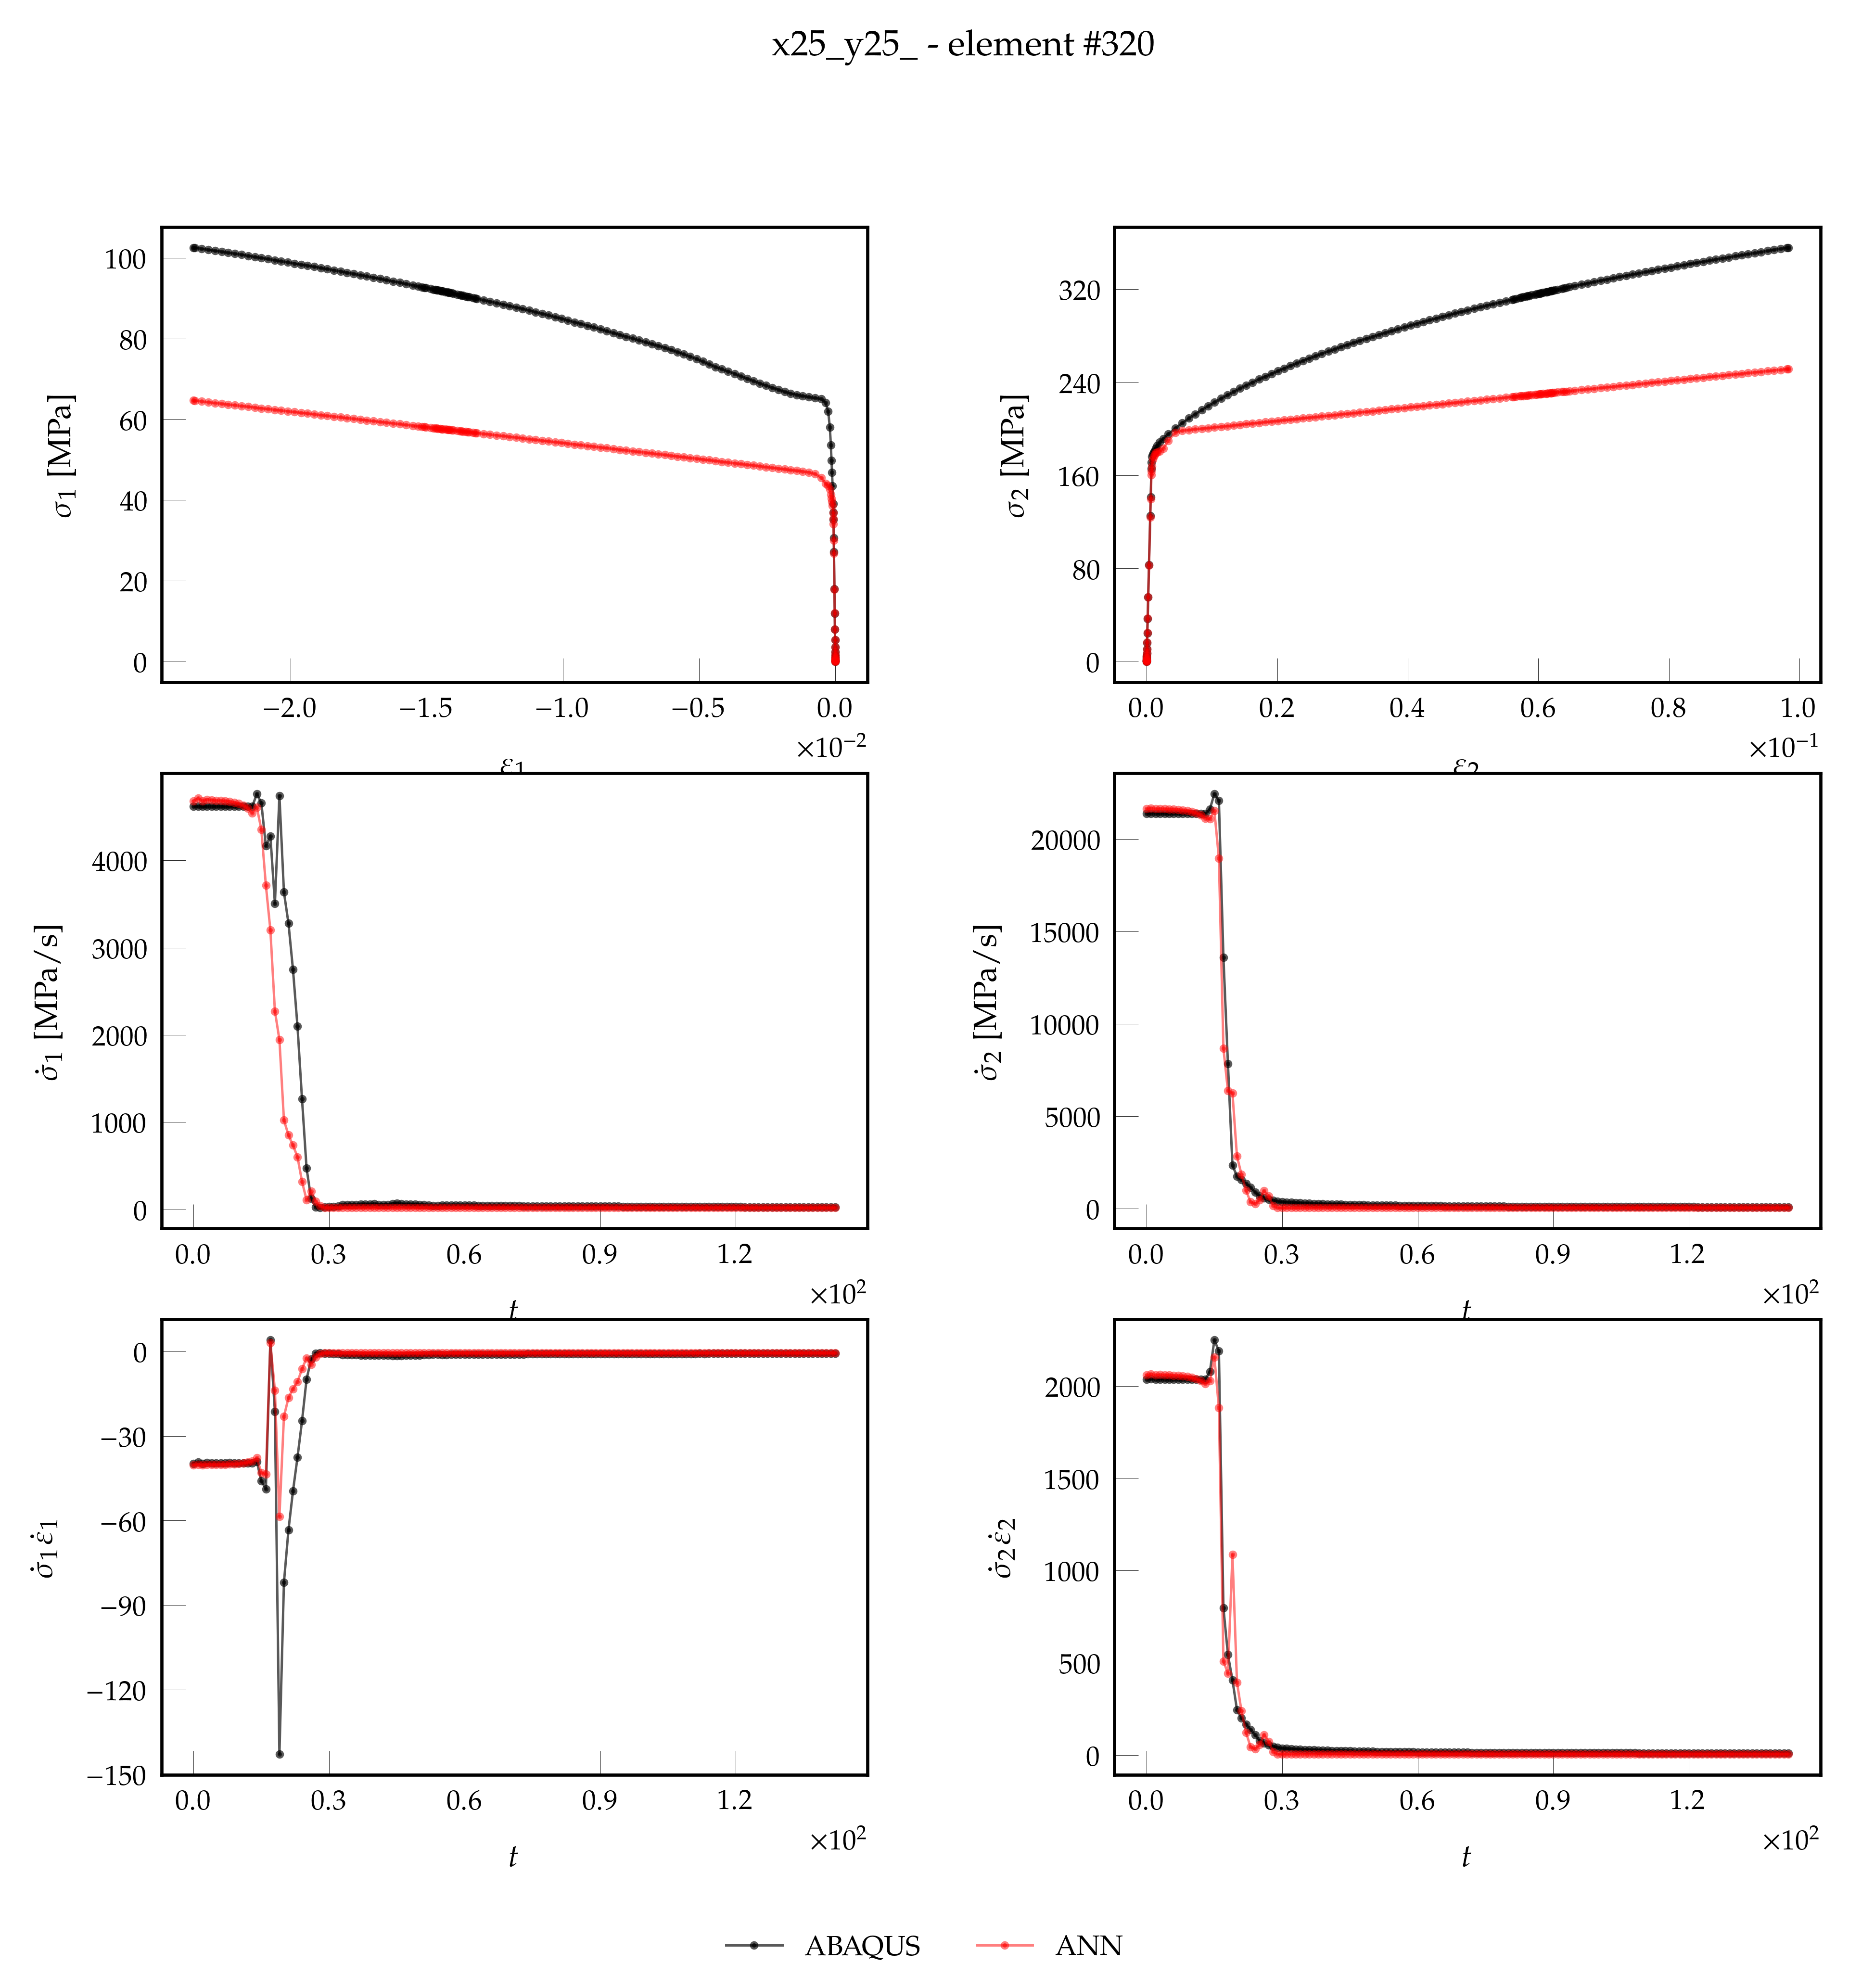 x25_y25_ - element #320
σ1 [MPa]
100
80
60
40
20
0
−2.0 −1.5 −1.0 −0.5 0.0
×10−2
ε1
σ2 [MPa]
320
240
160
80
0
0.0 0.2 0.4 0.6 0.8 1.0
×10−1
ε2
σ̇1 [MPa/s]
4000
3000
2000
1000
0
0.0 0.3 0.6 0.9 1.2
×102
t
σ̇2 [MPa/s]
20000
15000
10000
5000
0
0.0 0.3 0.6 0.9 1.2
×102
t
σ̇1ε̇1
0
−30
−60
−90
−120
−150
0.0 0.3 0.6 0.9 1.2
×102
t
σ̇2ε̇2
2000
1500
1000
500
0
0.0 0.3 0.6 0.9 1.2
×102
t
ABAQUS ANN